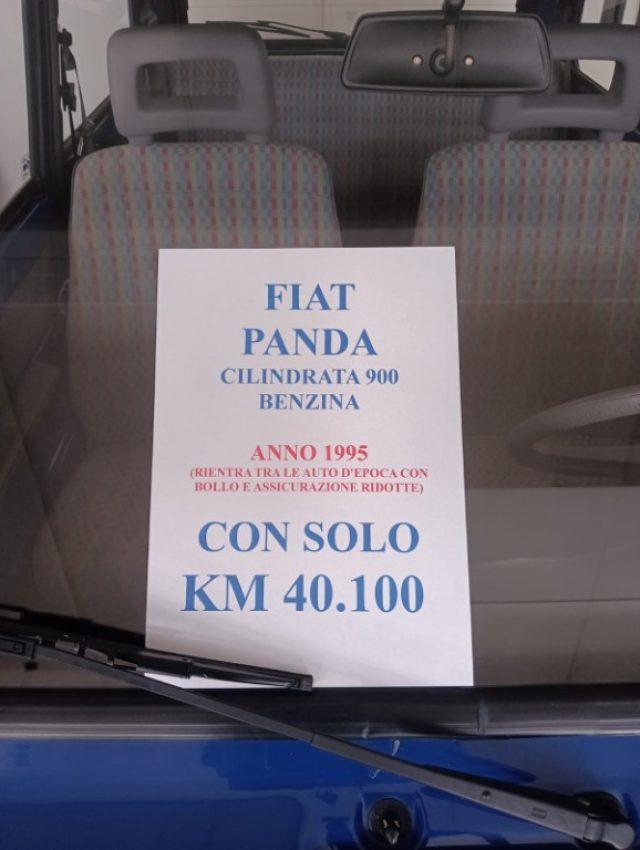 FIAT
PANDA
CILINDRATA 900
BENZINA
ANNO 1995
(RIENTRA TRA LE AUTO D'EPOCA CON
BOLLO E ASSICURAZIONE RIDOTTE)
CON SOLO
KM 40.100